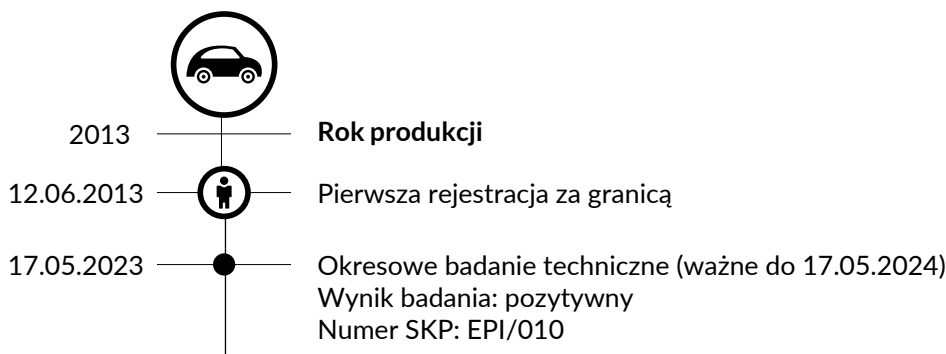 2013 Rok produkcji
12.06.2013 Pierwsza rejestracja za granicą
17.05.2023 Okresowe badanie techniczne (ważne do 17.05.2024)
Wynik badania: pozytywny
Numer SKP: EPI/010